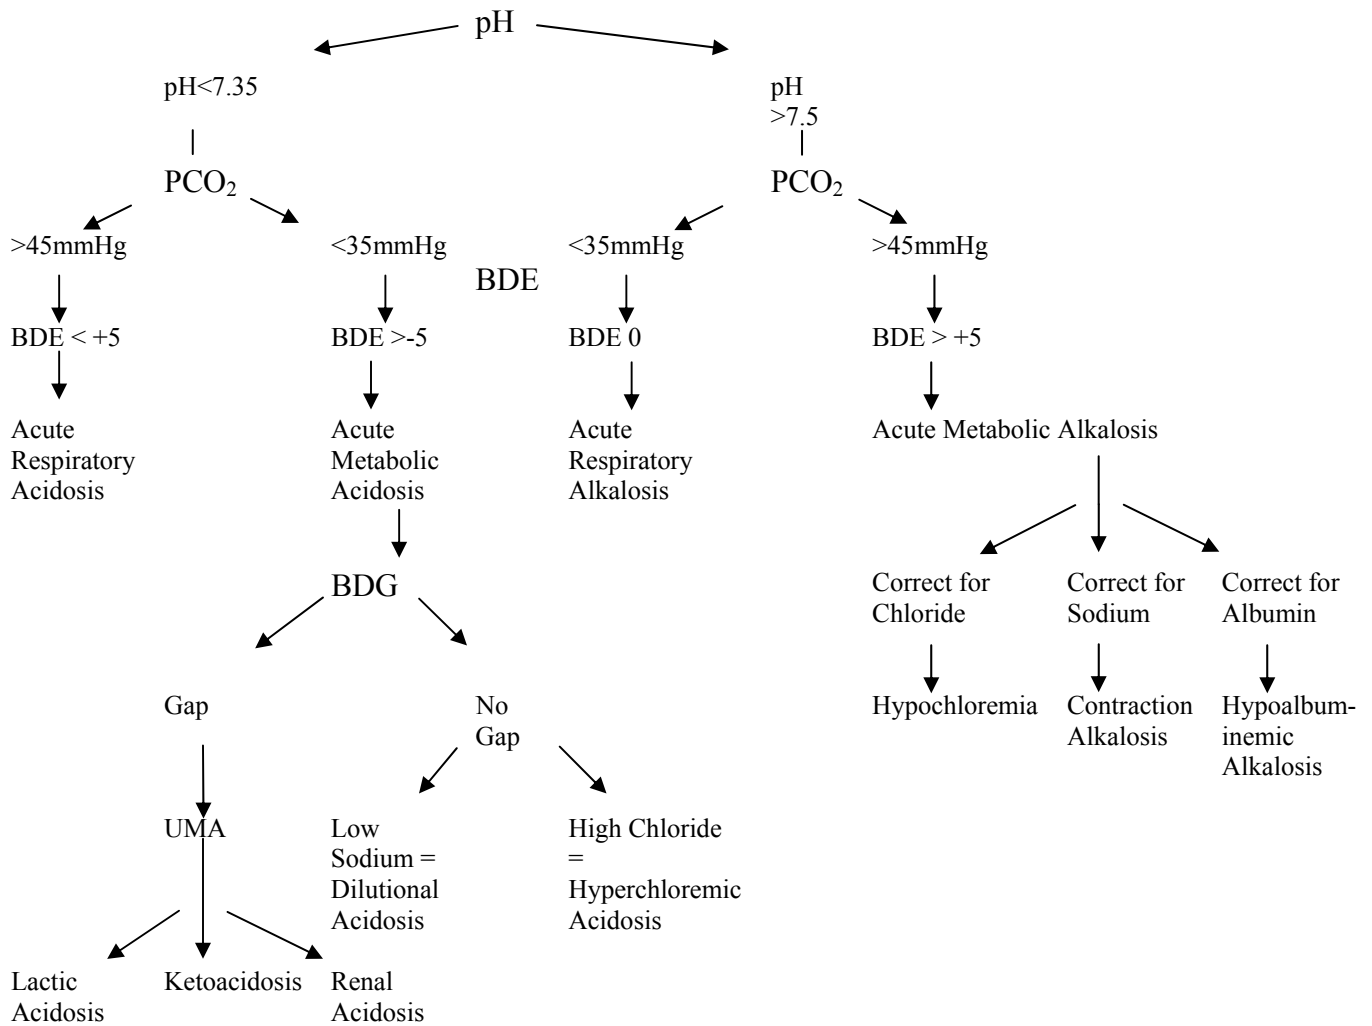 pH
pH<7.35
pH
>7.5
PCO₂
PCO₂
>45mmHg
<35mmHg
<35mmHg
>45mmHg
BDE
BDE < +5
BDE >-5
BDE 0
BDE > +5
Acute
Respiratory
Acidosis
Acute
Metabolic
Acidosis
Acute
Respiratory
Alkalosis
Acute Metabolic Alkalosis
BDG
Correct for
Chloride
Correct for
Sodium
Correct for
Albumin
Gap
No
Gap
Hypochloremia
Contraction
Alkalosis
Hypoalbum-
inemic
Alkalosis
UMA
Low
Sodium =
Dilutional
Acidosis
High Chloride
=
Hyperchloremic
Acidosis
Lactic
Acidosis
Ketoacidosis
Renal
Acidosis